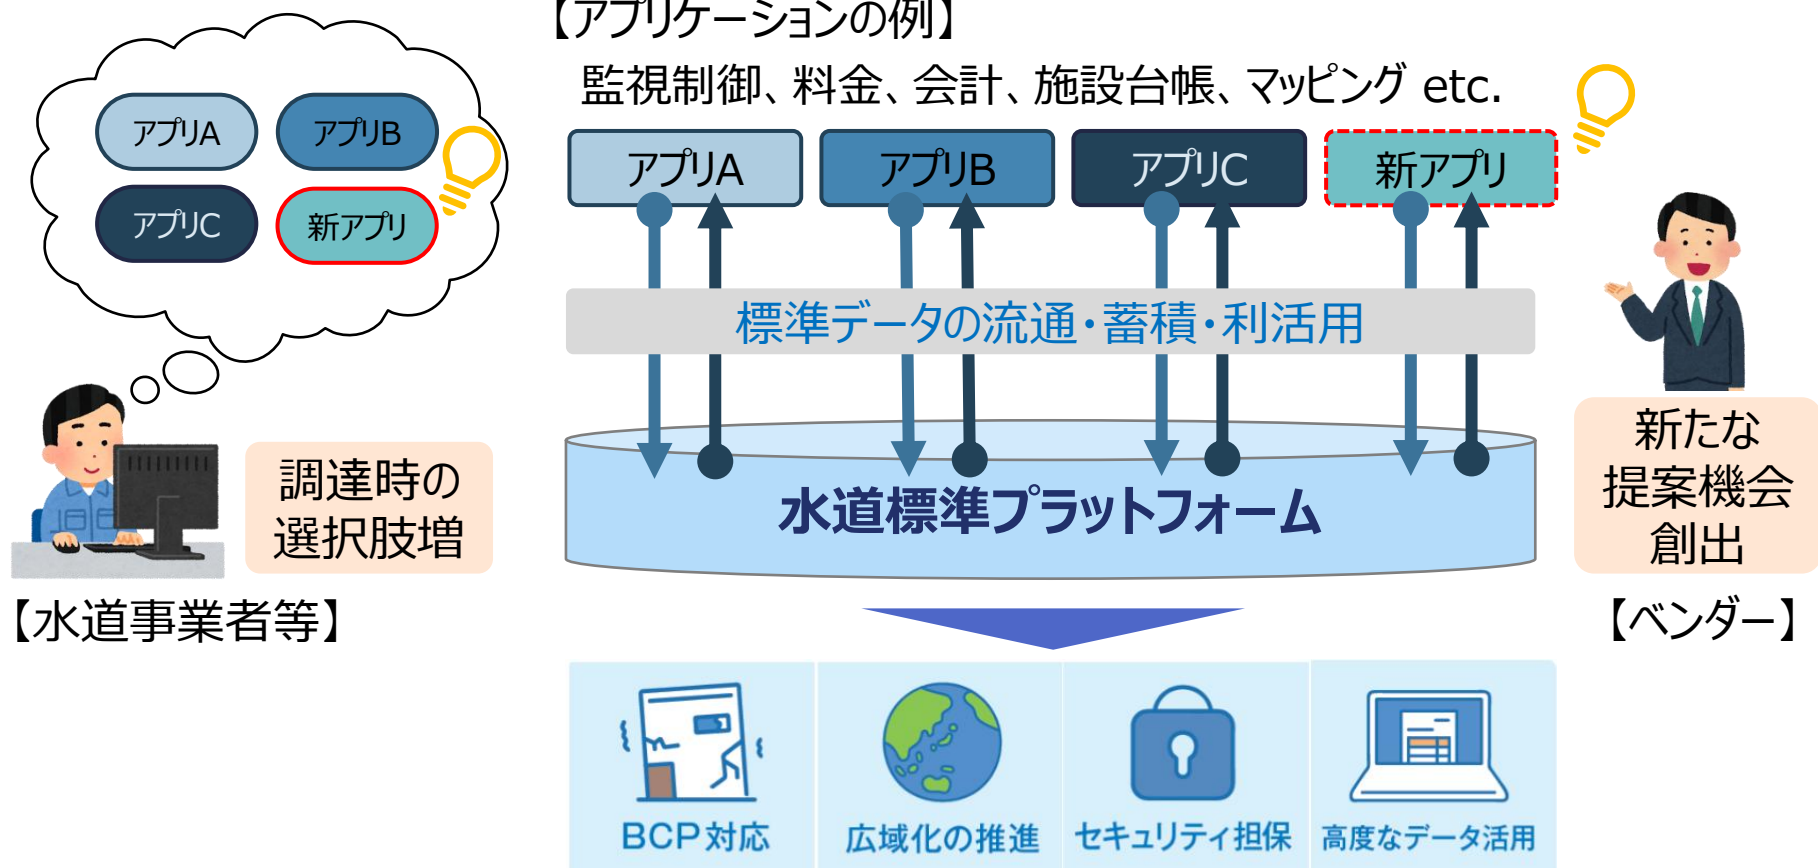 【アプリケーションの例】
監視制御、料金、会計、施設台帳、マッピング etc.
アプリA
アプリB
アプリC
新アプリ
アプリA
アプリB
アプリC
新アプリ
標準データの流通・蓄積・利活用
水道標準プラットフォーム
調達時の
選択肢増
【水道事業者等】
新たな
提案機会
創出
【ベンダー】
BCP対応
広域化の推進
セキュリティ担保
高度なデータ活用